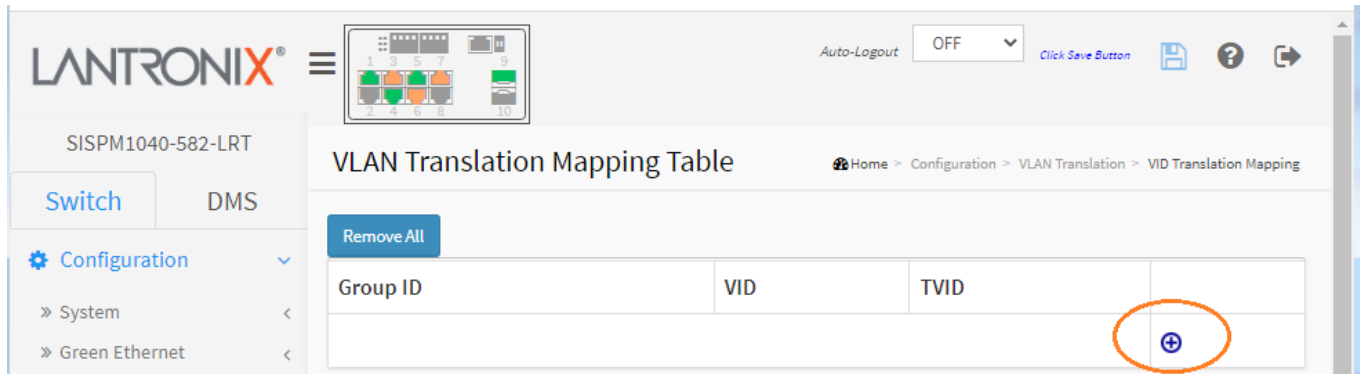 LANTRONIX®
1 3 5 7 9
2 4 6 8 10
Auto-Logout OFF Click Save Button
SISPM1040-582-LRT
Switch DMS
Configuration
» System
» Green Ethernet
VLAN Translation Mapping Table
Home > Configuration > VLAN Translation > VID Translation Mapping
Remove All
Group ID VID TVID